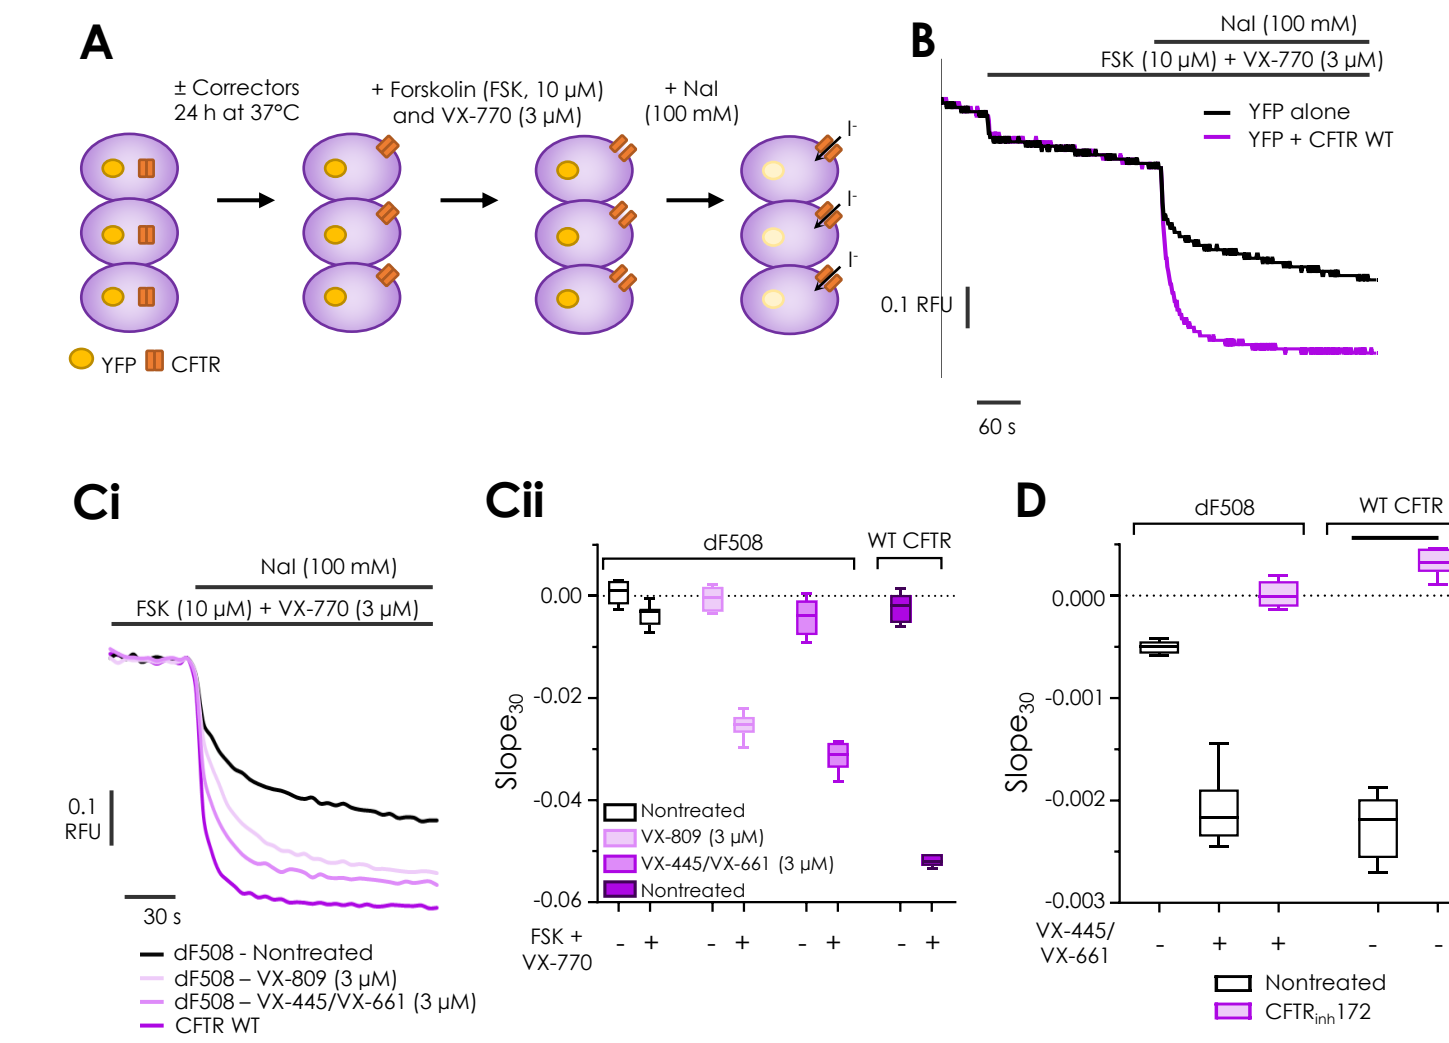 A
± Correctors
24 h at 37°C
+ Forskolin (FSK, 10 µM)
and VX-770 (3 µM)
+ NaI
(100 mM)
I-
I-
I-
YFP
CFTR
B
NaI (100 mM)
FSK (10 µM) + VX-770 (3 µM)
YFP alone
YFP + CFTR WT
0.1 RFU
60 s
Ci
NaI (100 mM)
FSK (10 µM) + VX-770 (3 µM)
0.1
RFU
30 s
dF508 - Nontreated
dF508 – VX-809 (3 µM)
dF508 – VX-445/VX-661 (3 µM)
CFTR WT
Cii
dF508
WT CFTR
0.00
-0.02
-0.04
-0.06
Slope30
Nontreated
VX-809 (3 µM)
VX-445/VX-661 (3 µM)
Nontreated
FSK +
VX-770
- + - + - + - +
D
dF508
WT CFTR
0.000
-0.001
-0.002
-0.003
Slope30
VX-445/
VX-661
- + + - -
Nontreated
CFTRinh172